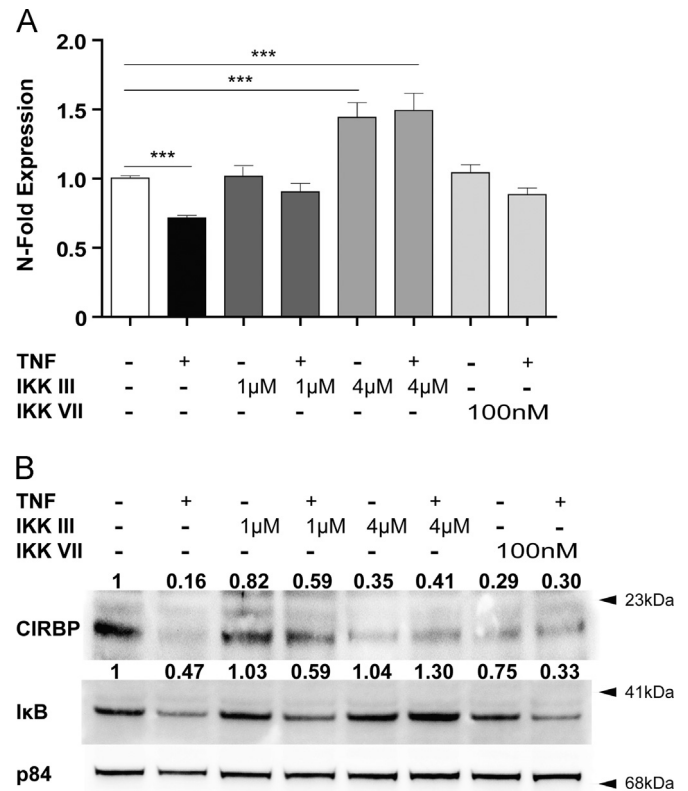 A
2.0
1.5
1.0
0.5
0
N-Fold Expression
***
***
***
TNF - + - + - + - +
IKK III - - 1µM 1µM 4µM 4µM - -
IKK VII - - - - - - 100nM
B
TNF - + - + - + - +
IKK III - - 1µM 1µM 4µM 4µM - -
IKK VII - - - - - - 100nM
1 0.16 0.82 0.59 0.35 0.41 0.29 0.30
23kDa
CIRBP
1 0.47 1.03 0.59 1.04 1.30 0.75 0.33
41kDa
IκB
p84
68kDa